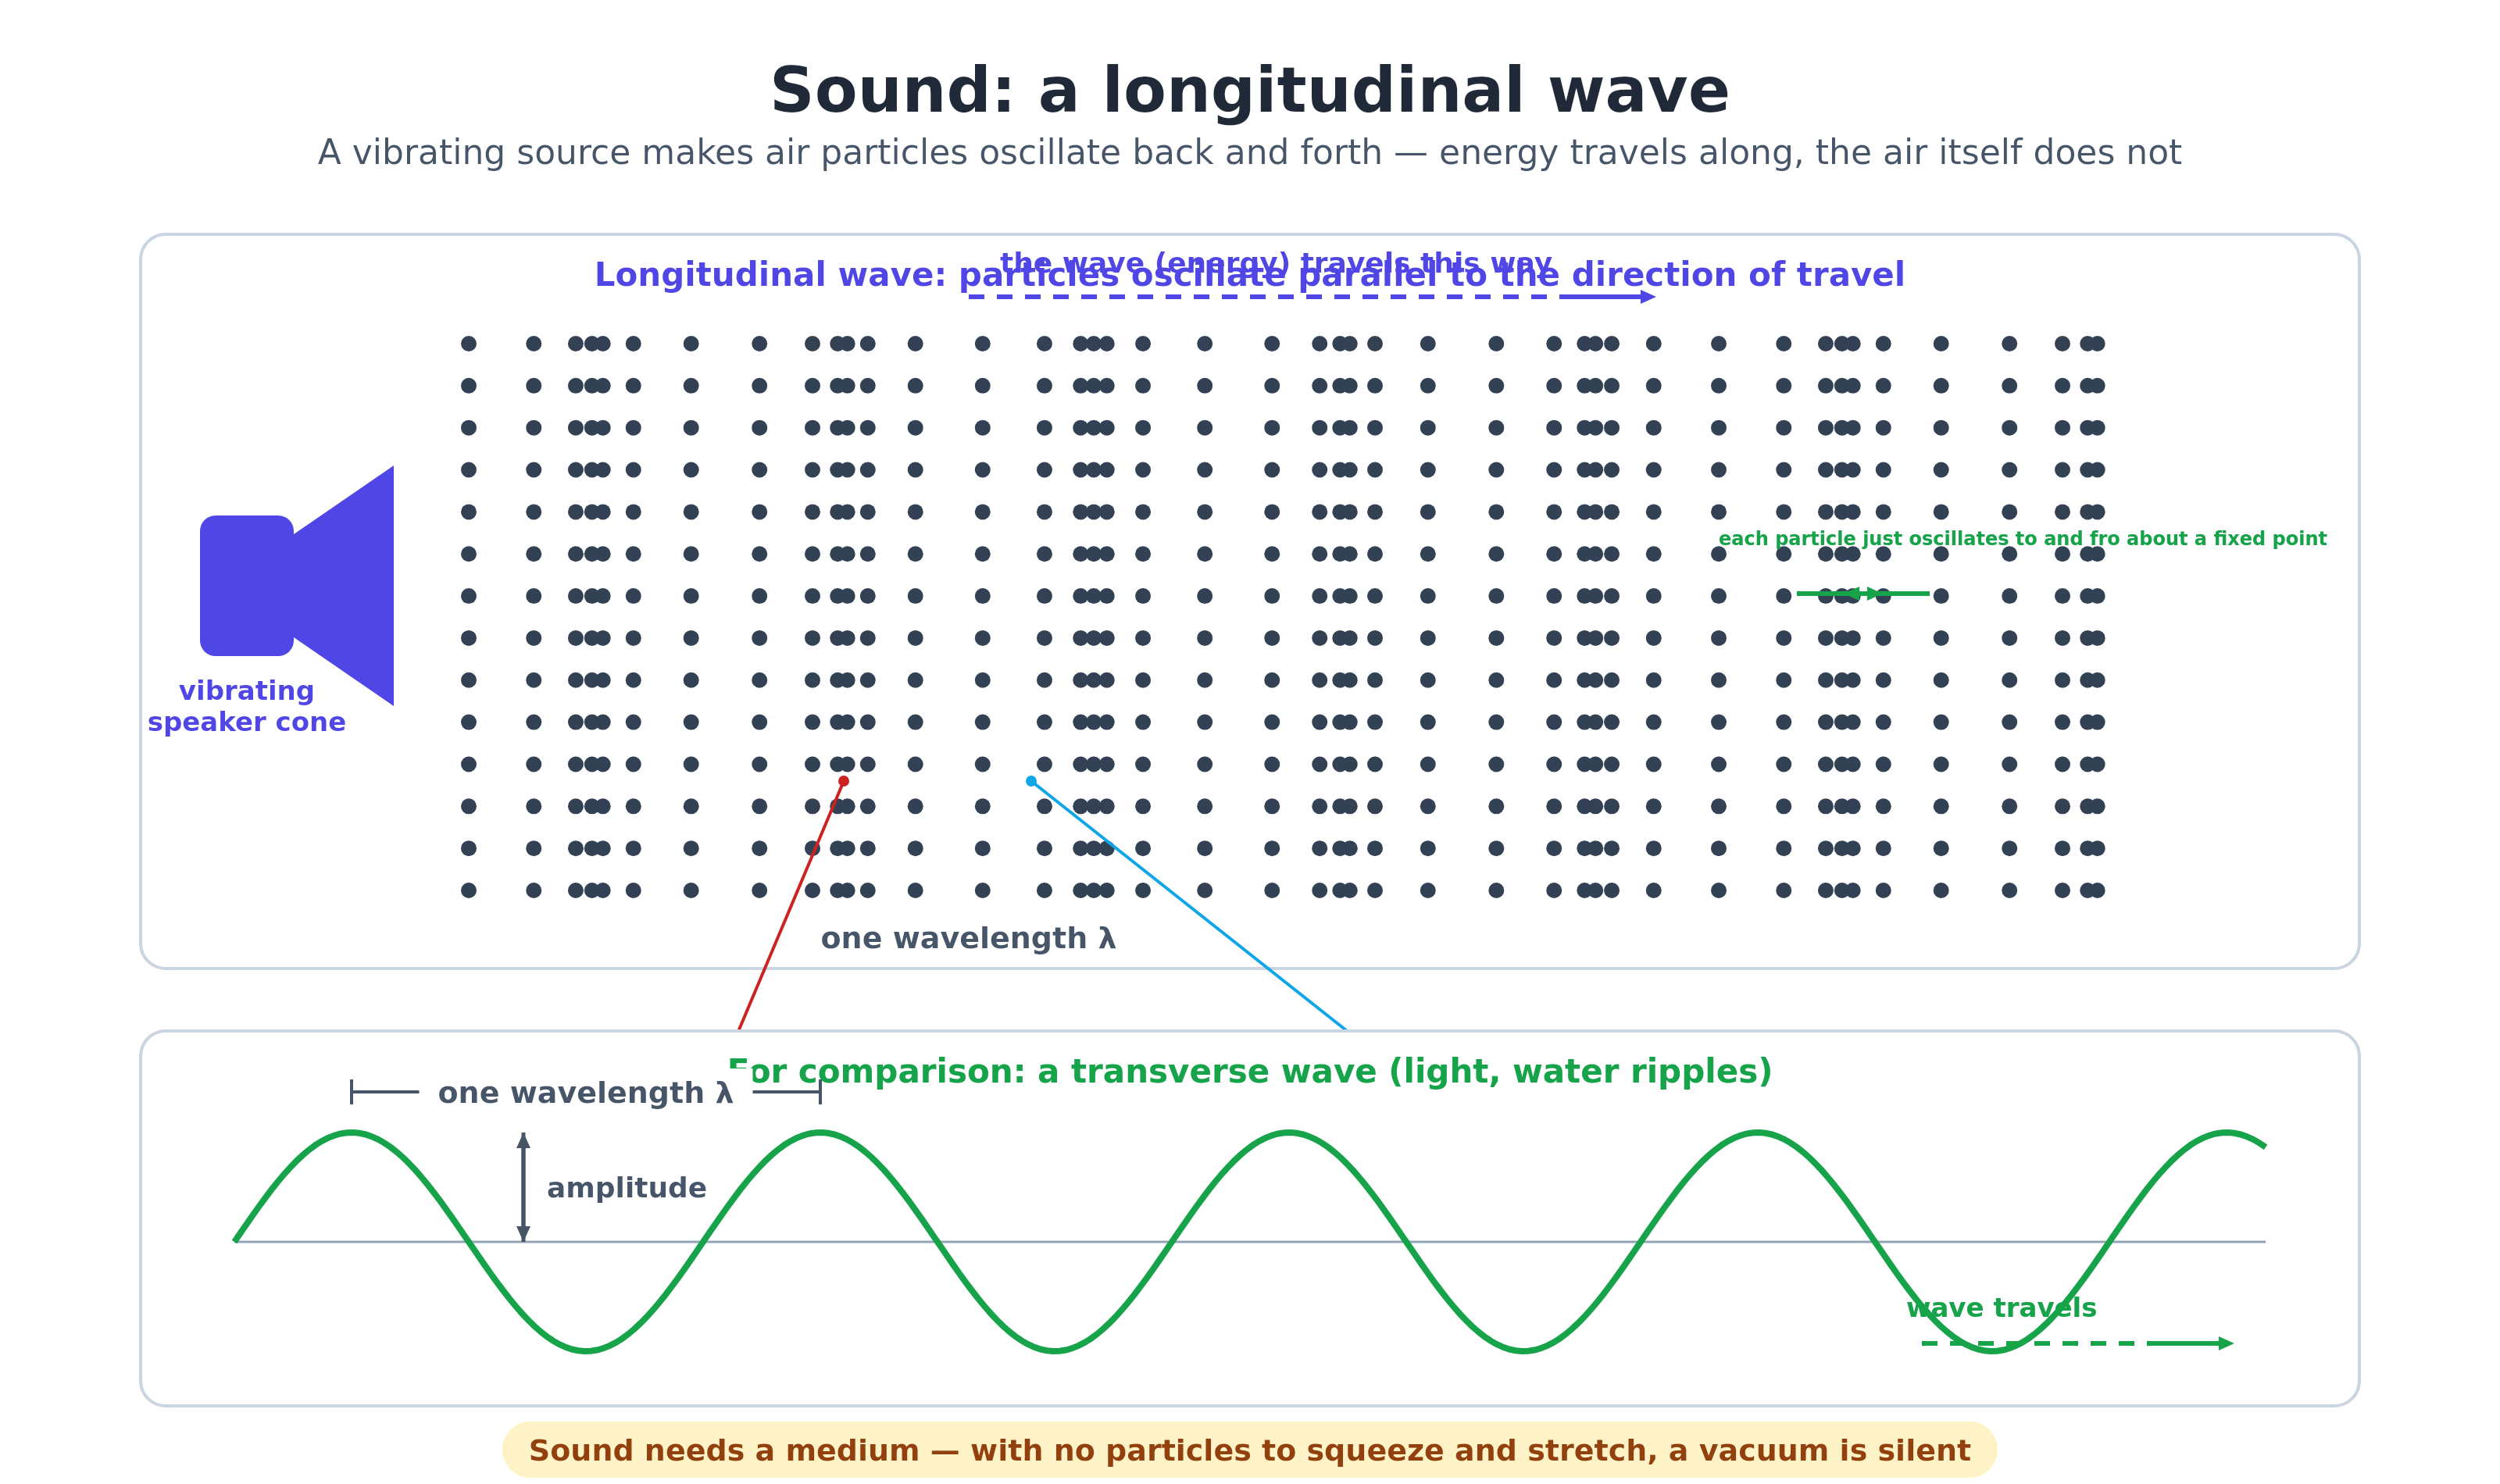 Sound: a longitudinal wave
A vibrating source makes air particles oscillate back and forth — energy travels along, the air itself does not
the wave (energy) travels this way
Longitudinal wave: particles oscillate parallel to the direction of travel
each particle just oscillates to and fro about a fixed point
vibrating
speaker cone
one wavelength λ
For comparison: a transverse wave (light, water ripples)
one wavelength λ
amplitude
wave travels
Sound needs a medium — with no particles to squeeze and stretch, a vacuum is silent